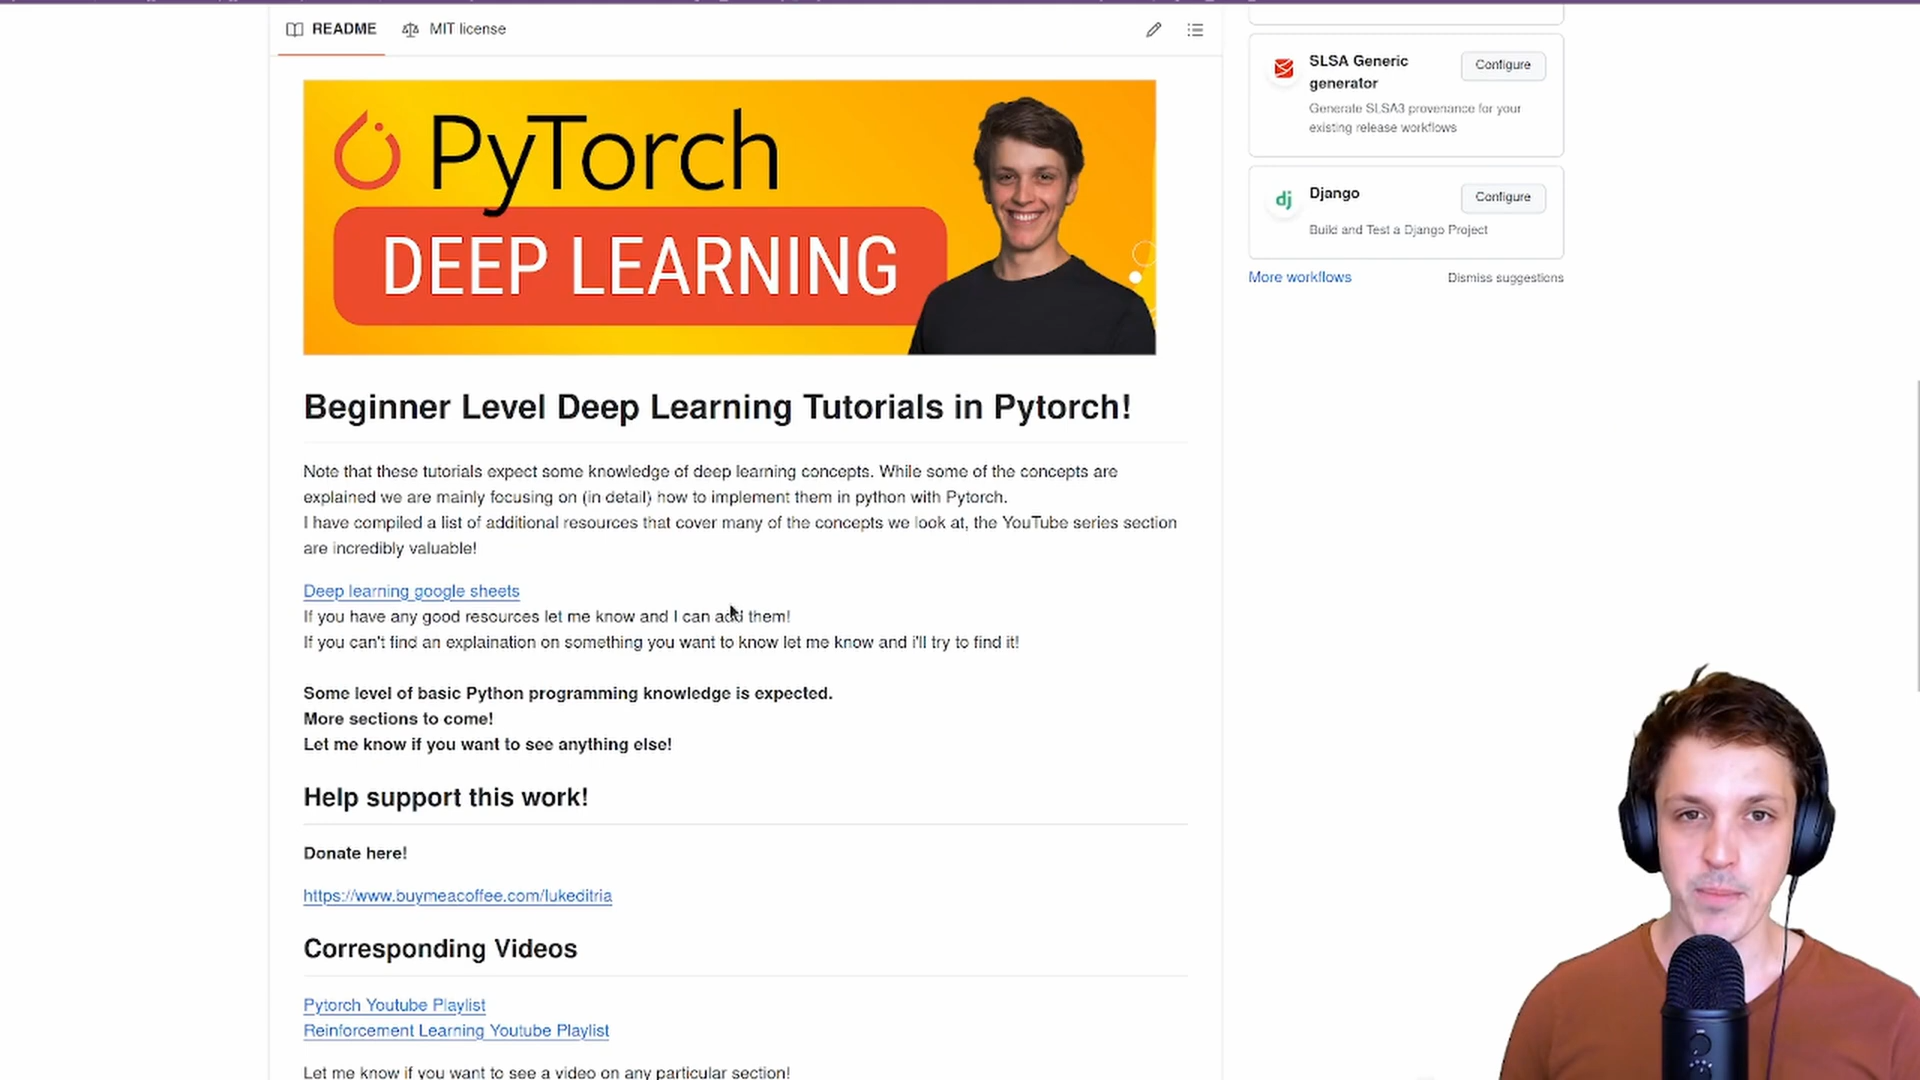 README
MIT license
PyTorch
DEEP LEARNING
Beginner Level Deep Learning Tutorials in Pytorch!
Note that these tutorials expect some knowledge of deep learning concepts. While some of the concepts are
explained we are mainly focusing on (in detail) how to implement them in python with Pytorch.
I have compiled a list of additional resources that cover many of the concepts we look at, the YouTube series section
are incredibly valuable!
Deep learning google sheets
If you have any good resources let me know and I can add them!
If you can't find an explaination on something you want to know let me know and i'll try to find it!
Some level of basic Python programming knowledge is expected.
More sections to come!
Let me know if you want to see anything else!
Help support this work!
Donate here!
https://www.buymeacoffee.com/lukeditria
Corresponding Videos
Pytorch Youtube Playlist
Reinforcement Learning Youtube Playlist
Let me know if you want to see a video on any particular section!
SLSA Generic
generator
Configure
Generate SLSA3 provenance for your
existing release workflows
dj
Django
Configure
Build and Test a Django Project
More workflows
Dismiss suggestions